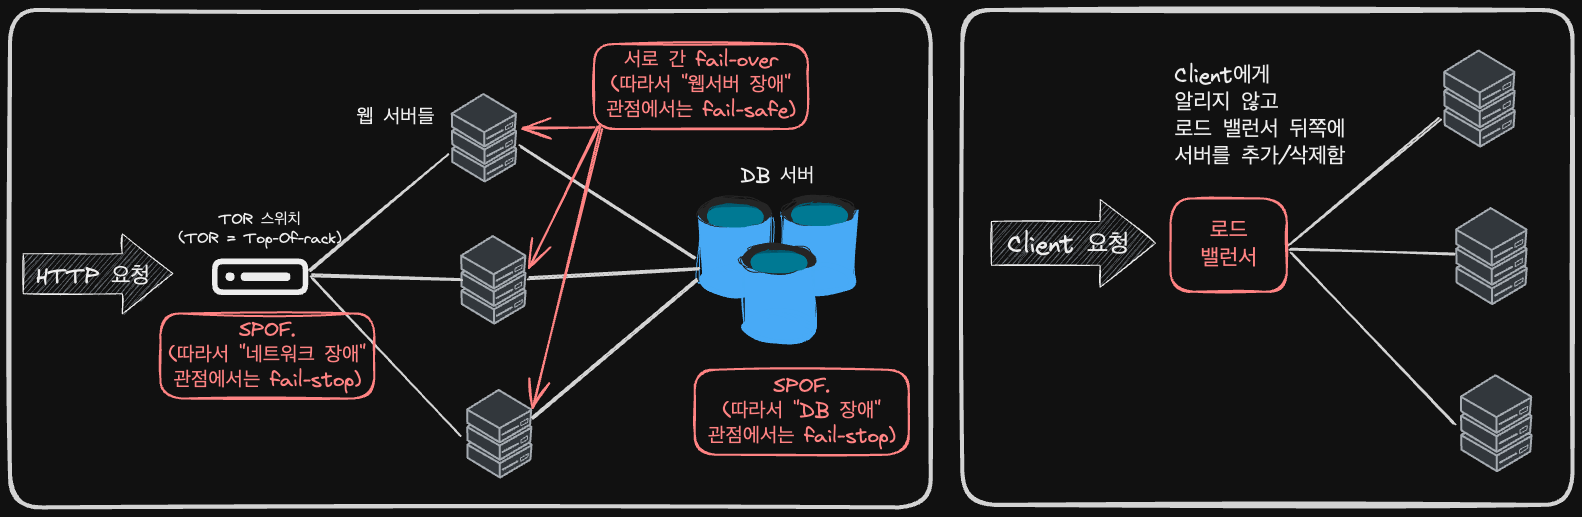 서로 간 fail-over
(따라서 "웹서버 장애"
관점에서는 fail-safe)
웹 서버들
DB 서버
TOR 스위치
(TOR = Top-Of-rack)
HTTP 요청
SPOF.
(따라서 "네트워크 장애"
관점에서는 fail-stop)
SPOF.
(따라서 "DB 장애"
관점에서는 fail-stop)
Client에게
알리지 않고
로드 밸런서 뒤쪽에
서버를 추가/삭제함
Client 요청
로드
밸런서